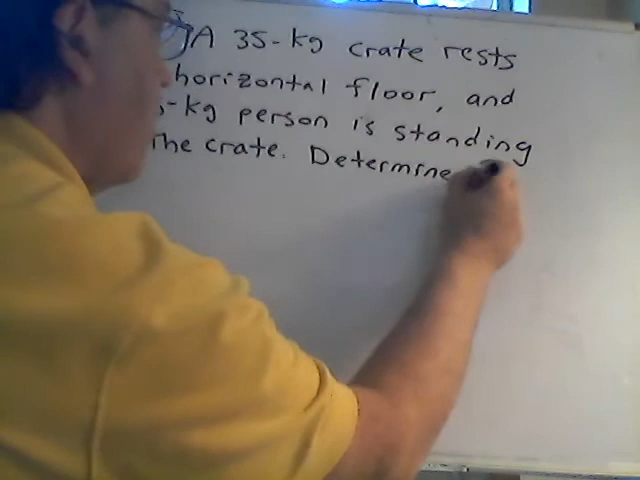 A 35-kg crate rests
horizontal floor, and
-kg person is standing
the crate. Determine